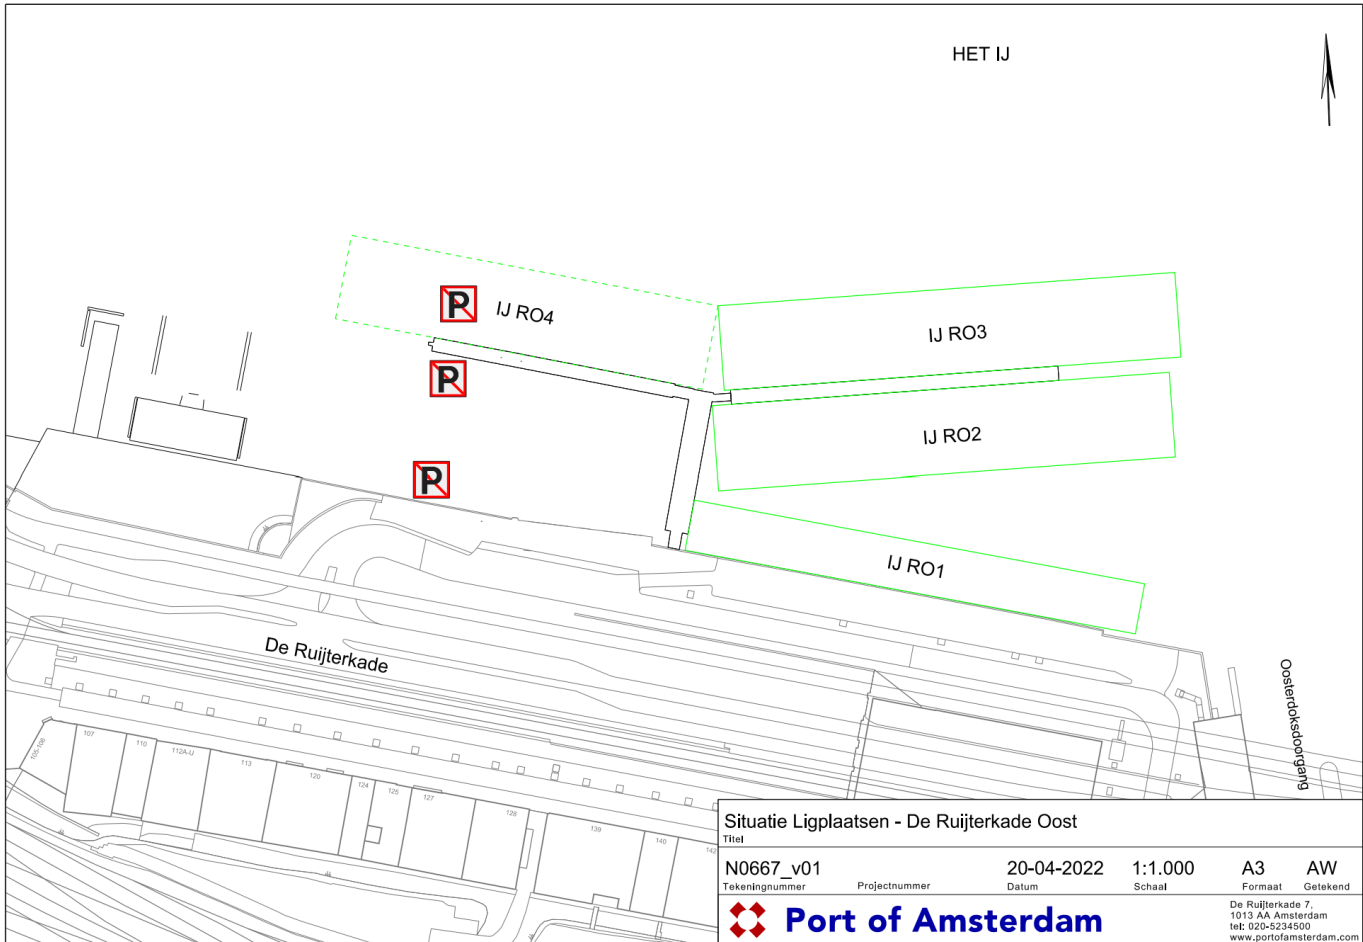 HET IJ
P
IJ RO4
IJ RO3
P
IJ RO2
P
IJ RO1
De Ruijterkade
Oosterdoksdoorgang
105-106
107
110
112A-U
113
120
124
125
127
128
139
140
142
Situatie Ligplaatsen - De Ruijterkade Oost
Titel
N0667_v01 20-04-2022 1:1.000 A3 AW
Tekeningnummer Projectnummer Datum Schaal Formaat Getekend
Port of Amsterdam
De Ruijterkade 7,
1013 AA Amsterdam
tel: 020-5234500
www.portofamsterdam.com